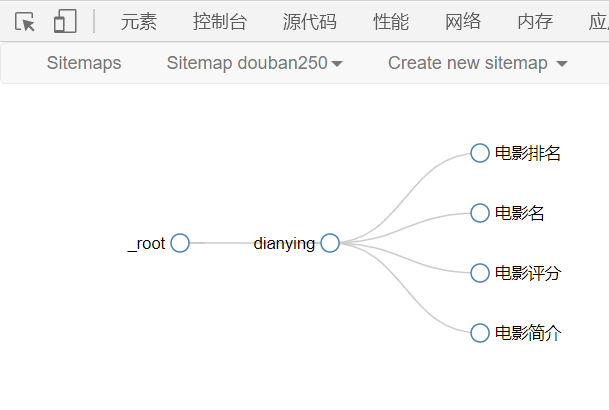 元素 控制台 源代码 性能 网络 内存
Sitemaps Sitemap douban250 Create new sitemap
电影排名
电影名
_root dianying
电影评分
电影简介